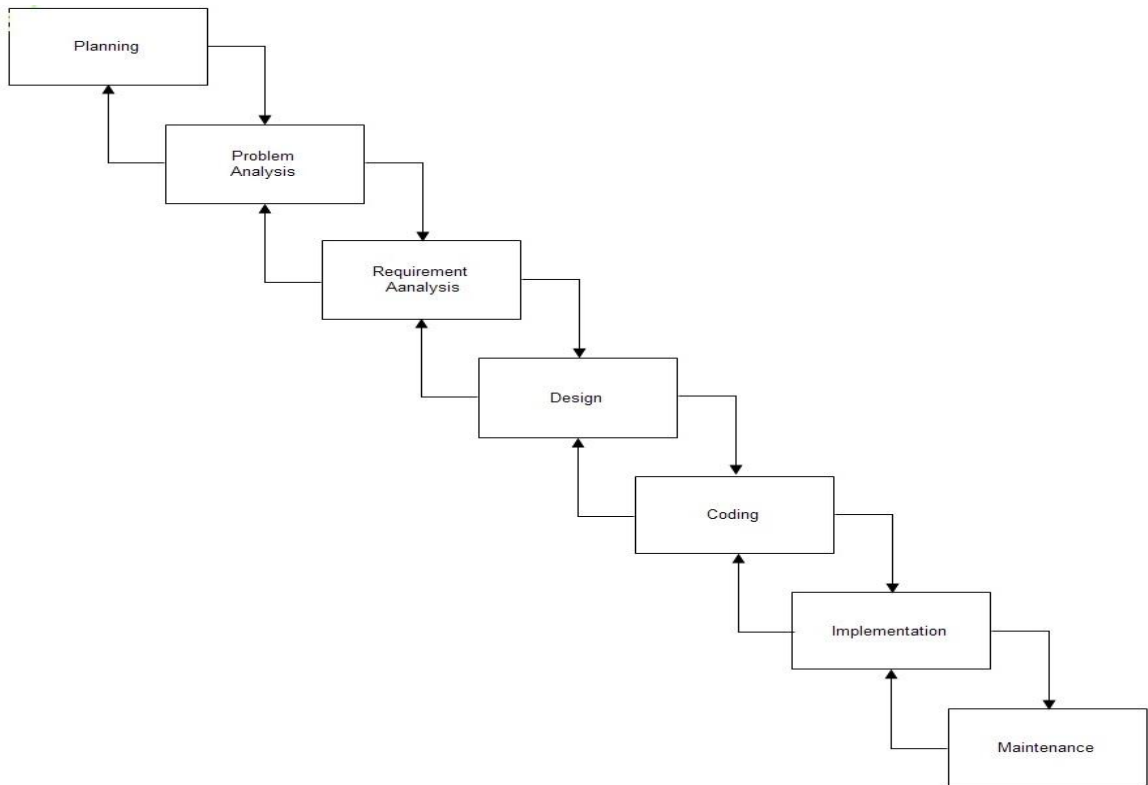 Planning
Problem
Analysis
Requirement
Aanalysis
Design
Coding
Implementation
Maintenance